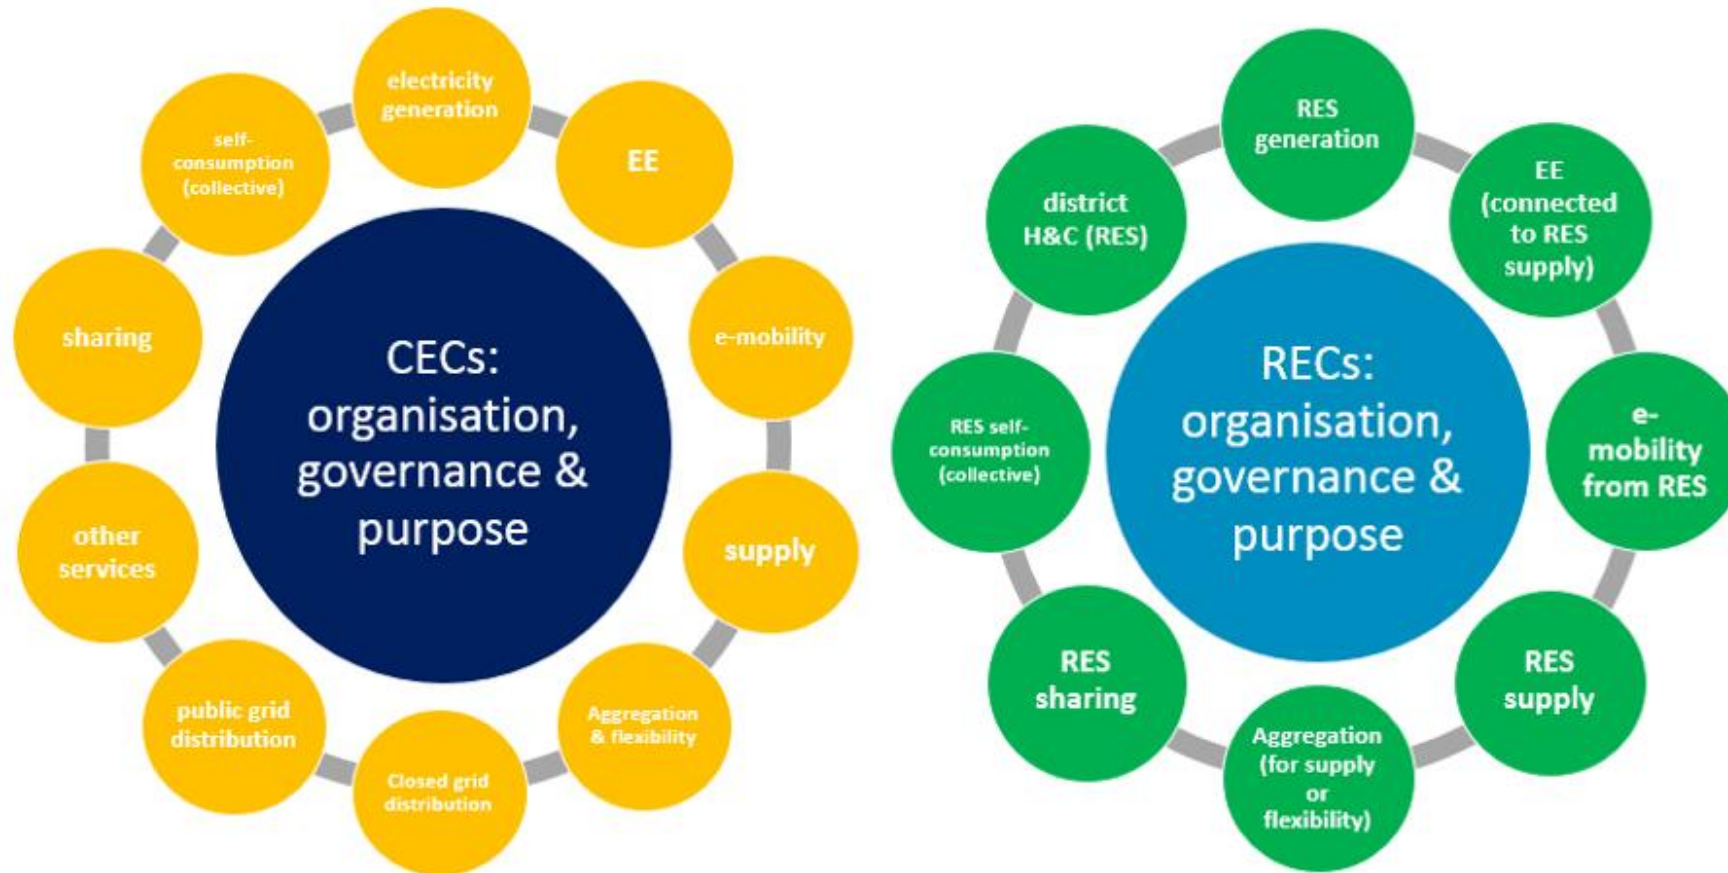 electricity
generation
EE
e-mobility
supply
Aggregation
& flexibility
Closed grid
distribution
public grid
distribution
other
services
sharing
self-
consumption
(collective)
CECs:
organisation,
governance &
purpose
RES
generation
EE
(connected
to RES
supply)
e-
mobility
from RES
RES
supply
Aggregation
(for supply
or
flexibility)
RES
sharing
RES self-
consumption
(collective)
district
H&C (RES)
RECs:
organisation,
governance &
purpose